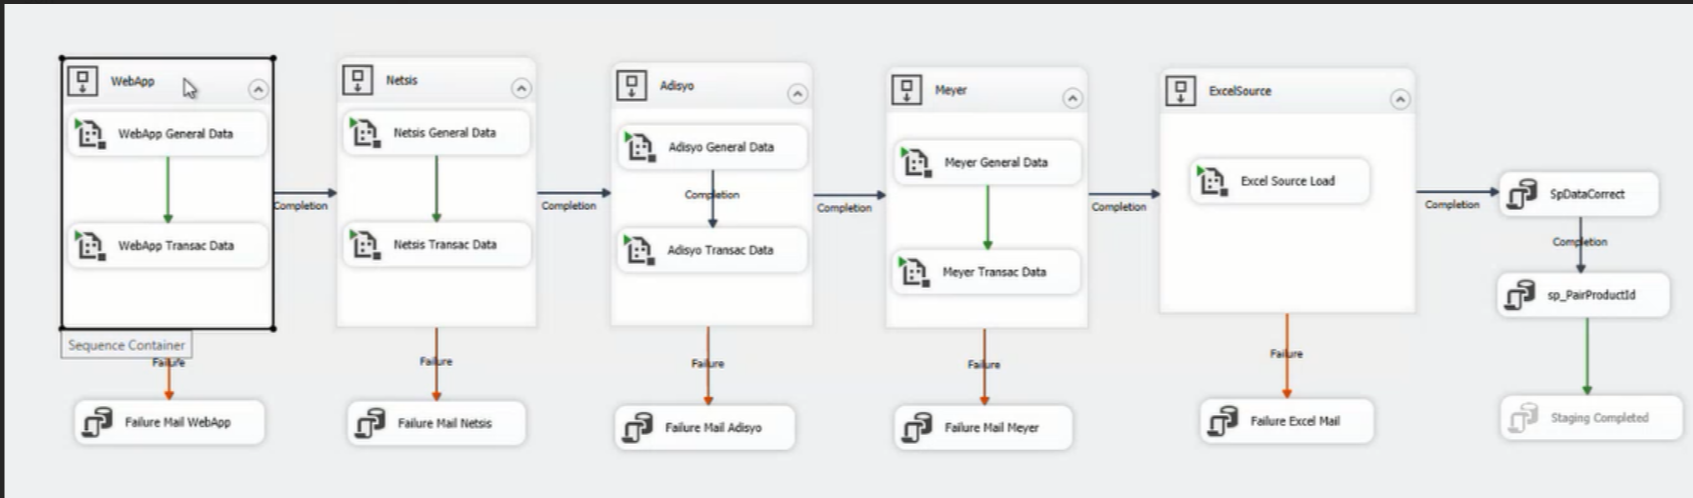 WebApp
WebApp General Data
WebApp Transac Data
Sequence Container
Failure
Failure Mail WebApp
Completion
Netsis
Netsis General Data
Netsis Transac Data
Failure
Failure Mail Netsis
Completion
Adisyo
Adisyo General Data
Completion
Adisyo Transac Data
Failure
Failure Mail Adisyo
Completion
Meyer
Meyer General Data
Meyer Transac Data
Failure
Failure Mail Meyer
Completion
ExcelSource
Excel Source Load
Failure
Failure Excel Mail
Completion
SpDataCorrect
Completion
sp_PairProductId
Staging Completed